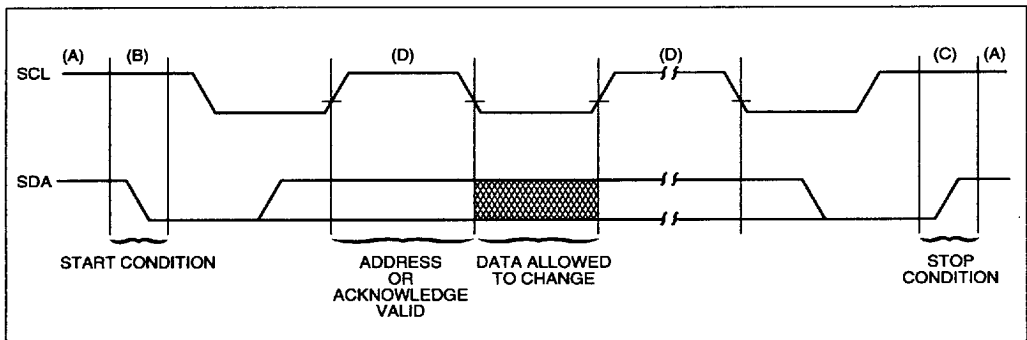 (A) (B) (D) (D) (C) (A)
SCL
SDA
START CONDITION
ADDRESS
OR
ACKNOWLEDGE
VALID
DATA ALLOWED
TO CHANGE
STOP
CONDITION